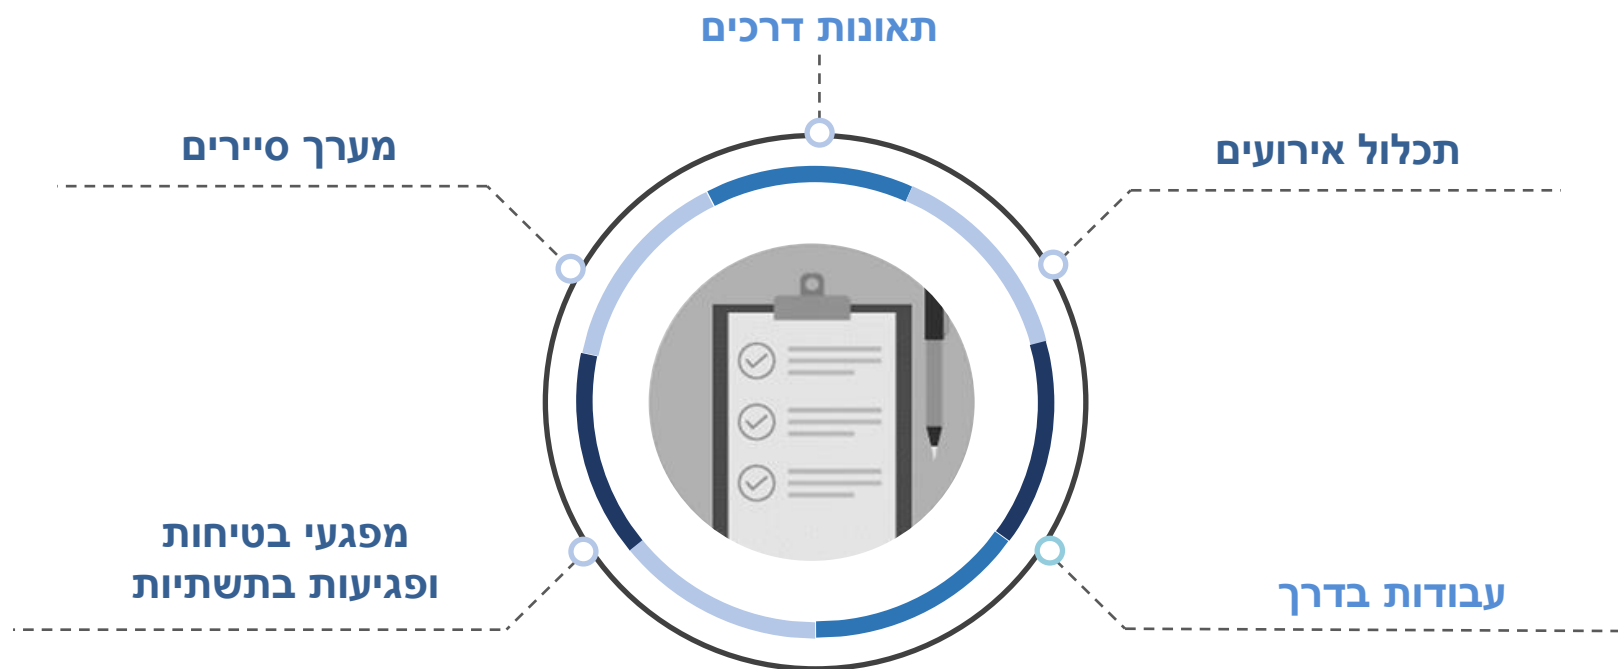 תאונות דרכים
תכלול אירועים
מערך סיירים
עבודות בדרך
מפגעי בטיחות
ופגיעות בתשתיות